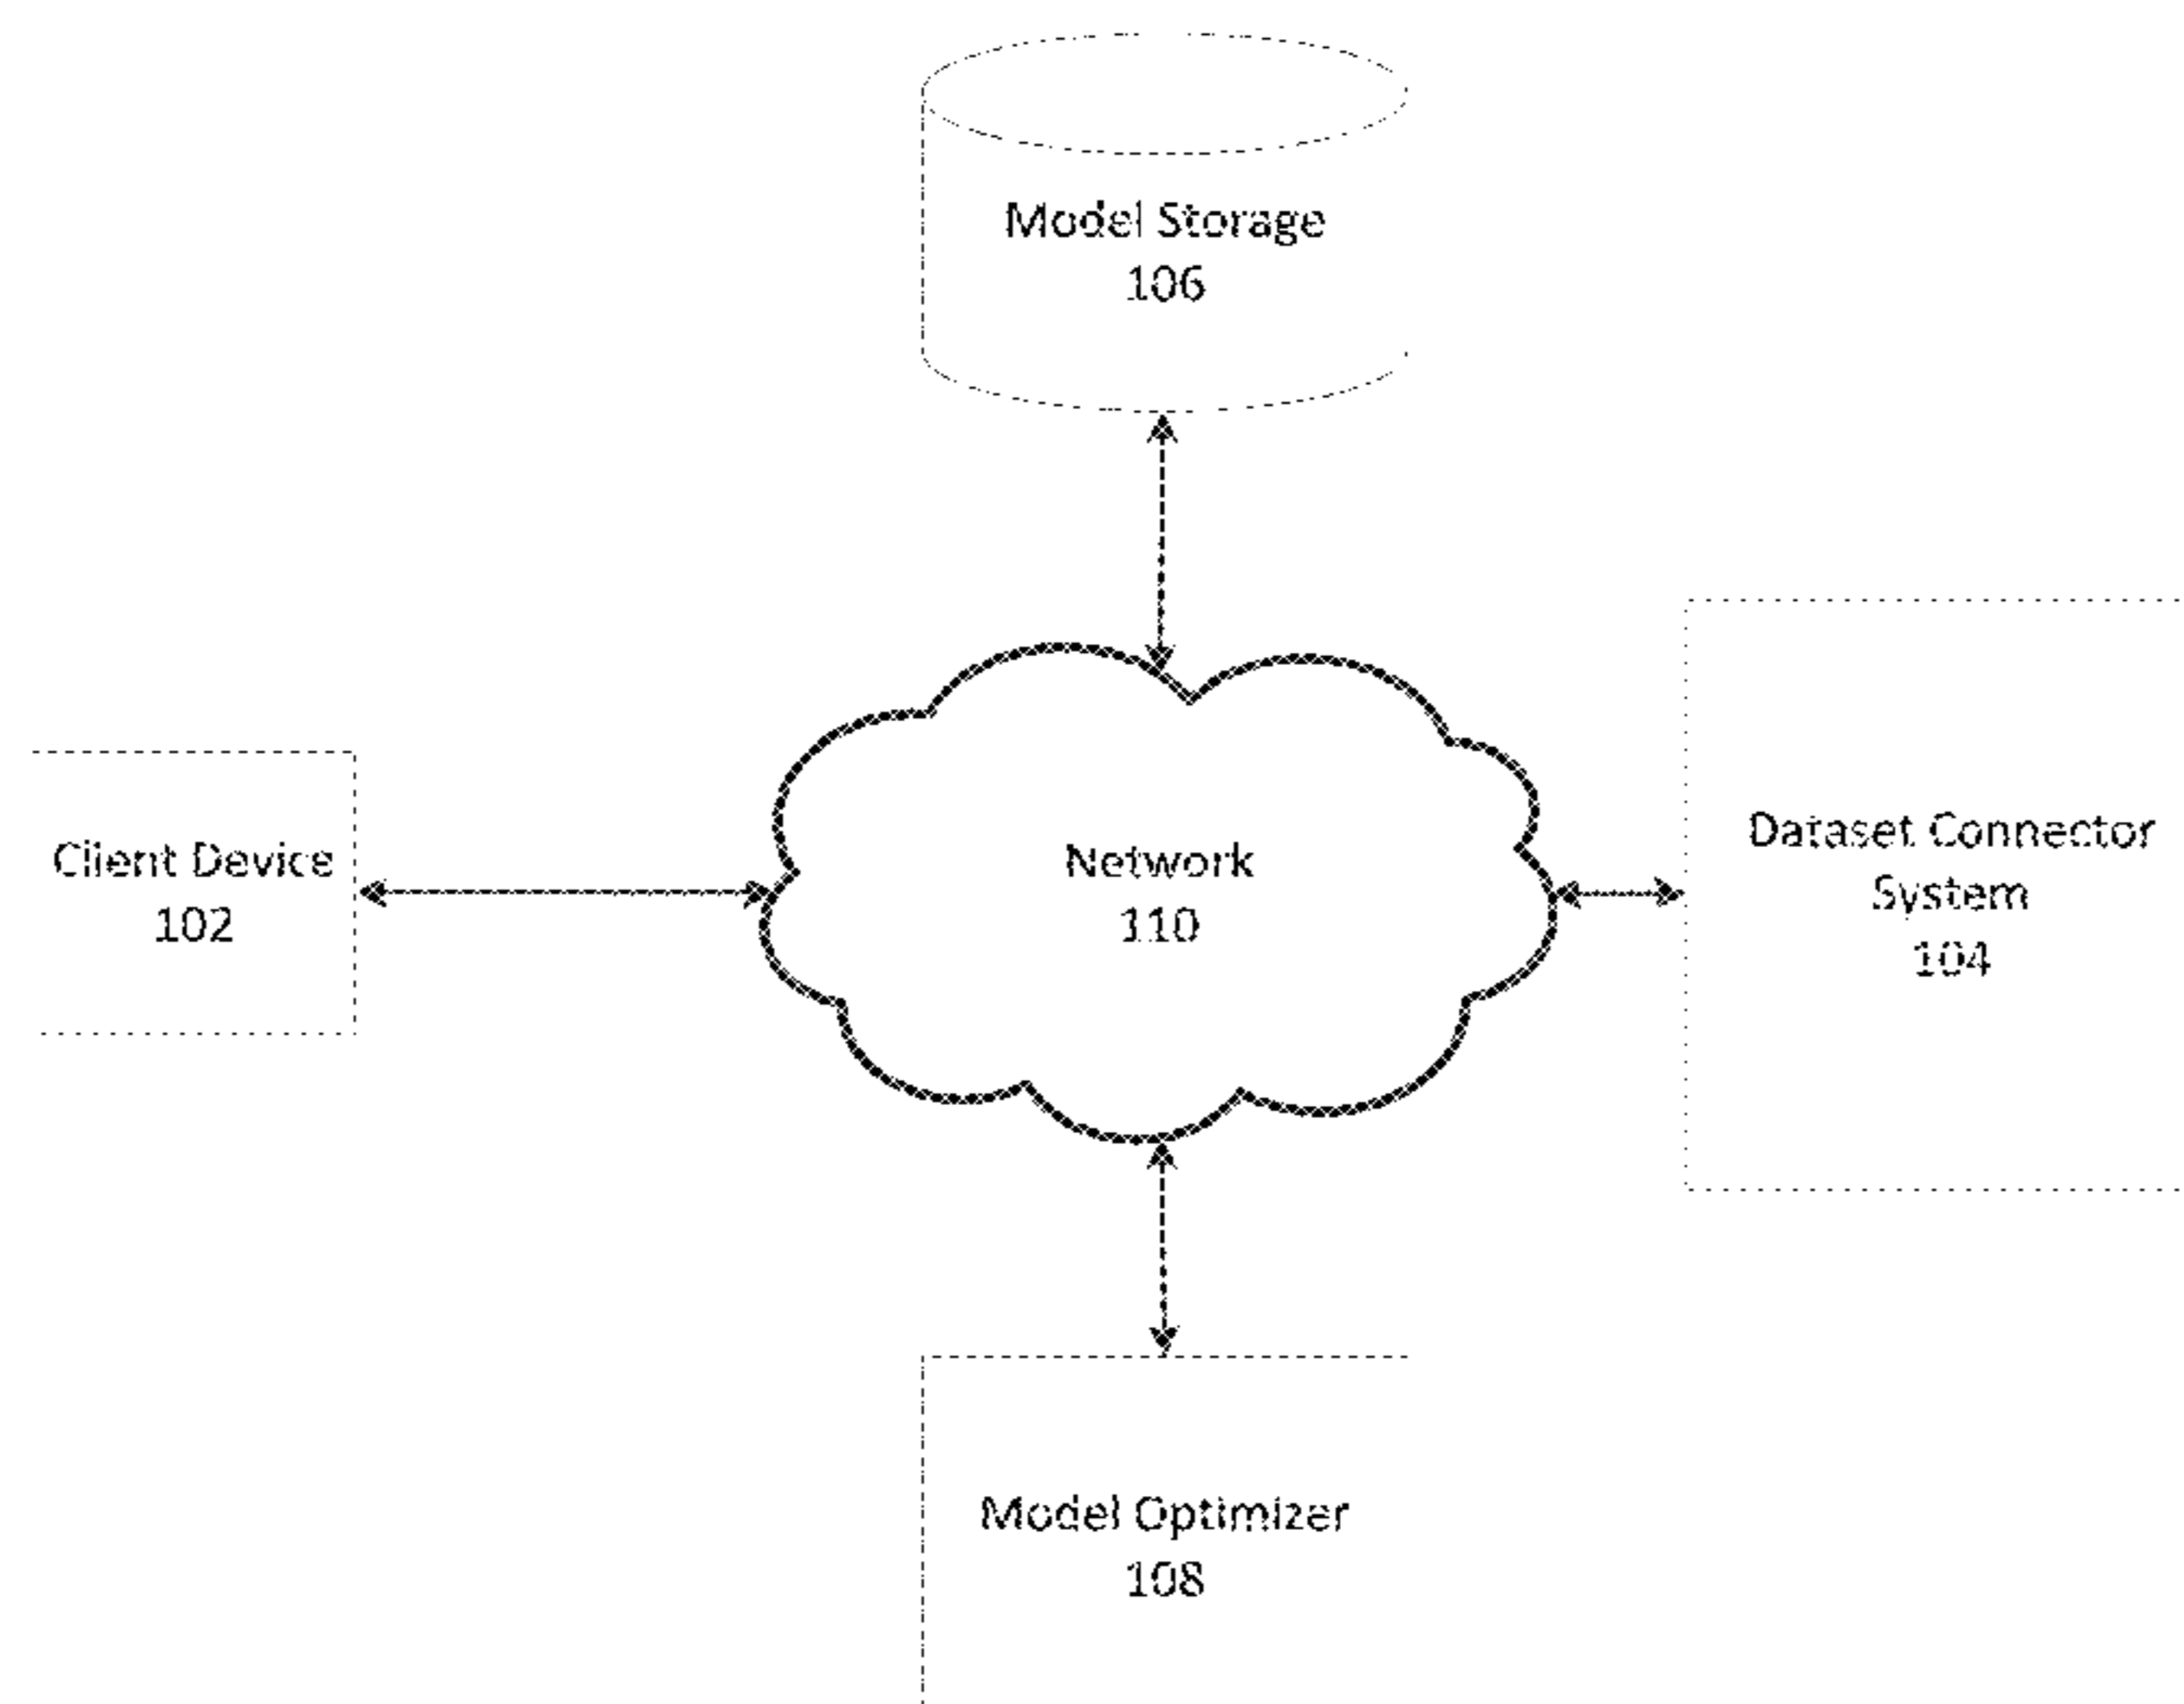 Model Storage
106
Client Device
102
Network
110
Dataset Connector
System
104
Model Optimizer
108